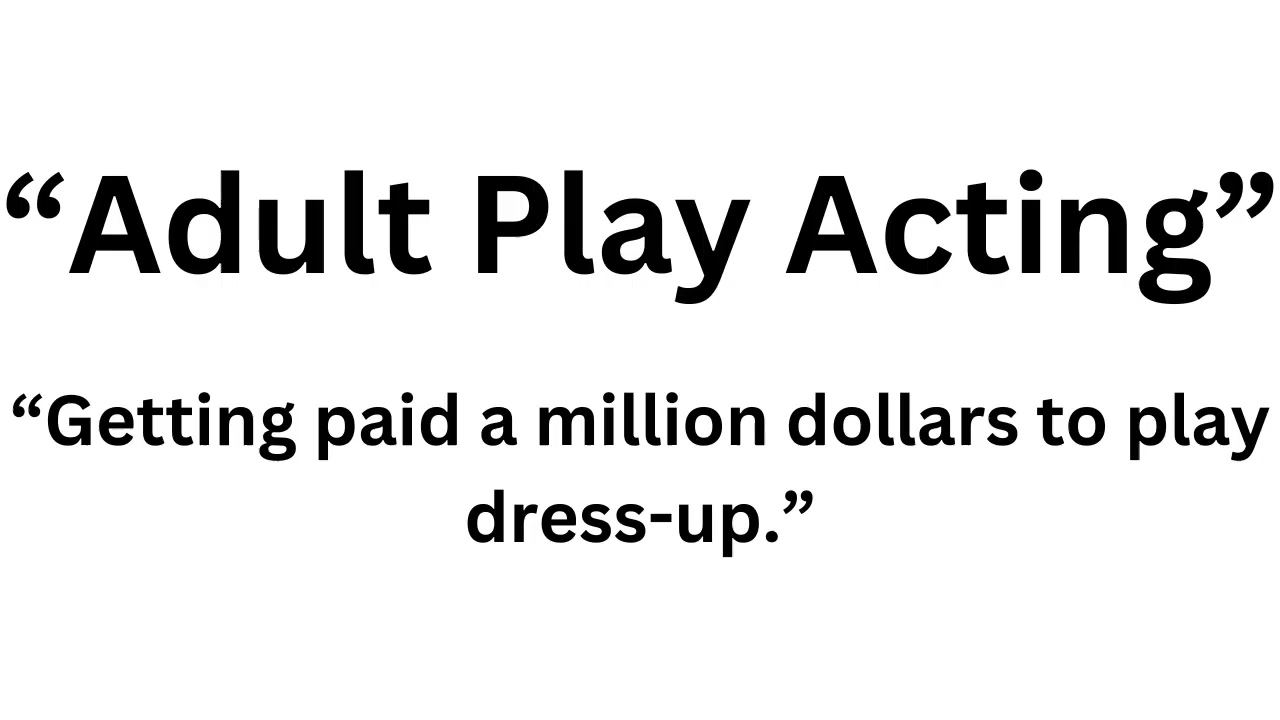 “Adult Play Acting”
“Getting paid a million dollars to play
dress-up.”